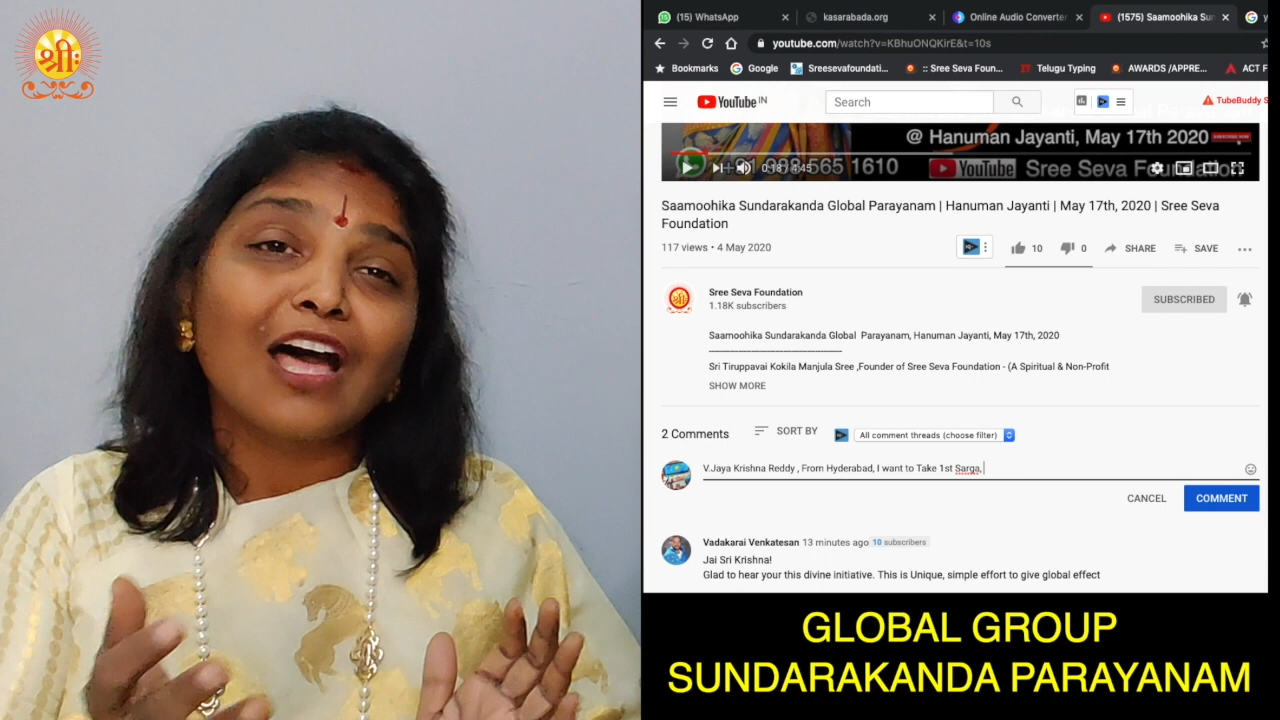 श्रीः
(15) WhatsApp
kasarabada.org
Online Audio Converter
(1575) Saamoohika Sun
youtube.com/watch?v=KBhuONQKirE&t=10s
Bookmarks
Google
Sreesevafoundati...
:: Sree Seva Foun...
Telugu Typing
AWARDS /APPRE...
ACT F
YouTube IN
Search
TubeBuddy S
@ Hanuman Jayanti, May 17th 2020
0:18 / 4:45
565 1610
YouTube
Sree Seva Foundation
Saamoohika Sundarakanda Global Parayanam | Hanuman Jayanti | May 17th, 2020 | Sree Seva
Foundation
117 views • 4 May 2020
10
0
SHARE
SAVE
Sree Seva Foundation
1.18K subscribers
SUBSCRIBED
Saamoohika Sundarakanda Global Parayanam, Hanuman Jayanti, May 17th, 2020
Sri Tiruppavai Kokila Manjula Sree ,Founder of Sree Seva Foundation - (A Spiritual & Non-Profit
SHOW MORE
2 Comments
SORT BY
All comment threads (choose filter)
V.Jaya Krishna Reddy , From Hyderabad, I want to Take 1st Sarga,
CANCEL
COMMENT
Vadakarai Venkatesan 13 minutes ago 10 subscribers
Jai Sri Krishna!
Glad to hear your this divine initiative. This is Unique, simple effort to give global effect
GLOBAL GROUP
SUNDARAKANDA PARAYANAM